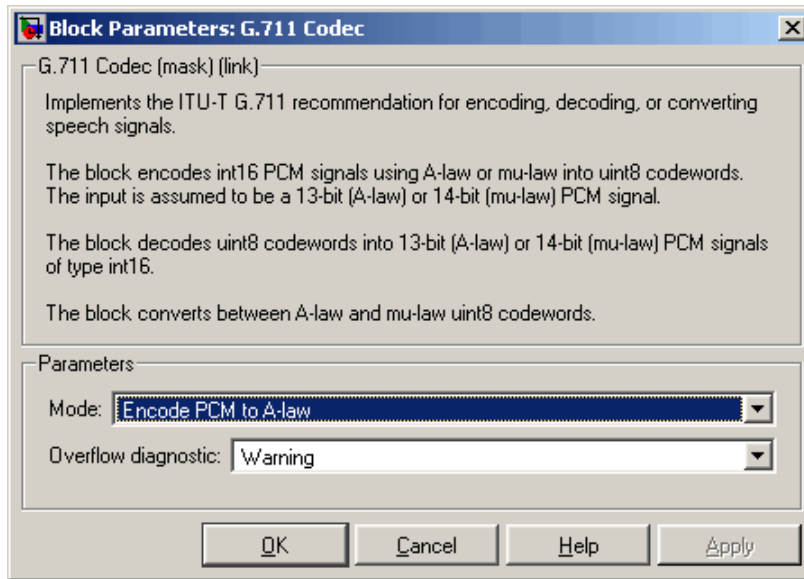 Block Parameters: G.711 Codec
G.711 Codec (mask) (link)
Implements the ITU-T G.711 recommendation for encoding, decoding, or converting
speech signals.
The block encodes int16 PCM signals using A-law or mu-law into uint8 codewords.
The input is assumed to be a 13-bit (A-law) or 14-bit (mu-law) PCM signal.
The block decodes uint8 codewords into 13-bit (A-law) or 14-bit (mu-law) PCM signals
of type int16.
The block converts between A-law and mu-law uint8 codewords.
Parameters
Mode: Encode PCM to A-law
Overflow diagnostic: Warning
OK Cancel Help Apply